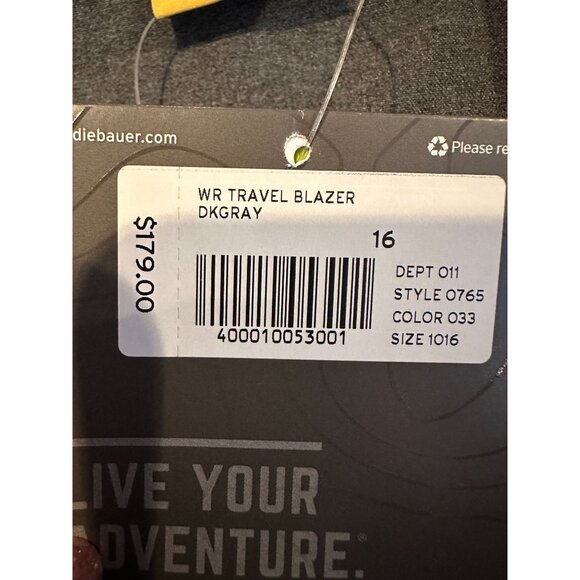 diebauer.com
Please re
WR TRAVEL BLAZER
DKGRAY
16
$179.00
DEPT 011
STYLE 0765
COLOR 033
SIZE 1016
400010053001
LIVE YOUR
ADVENTURE.®